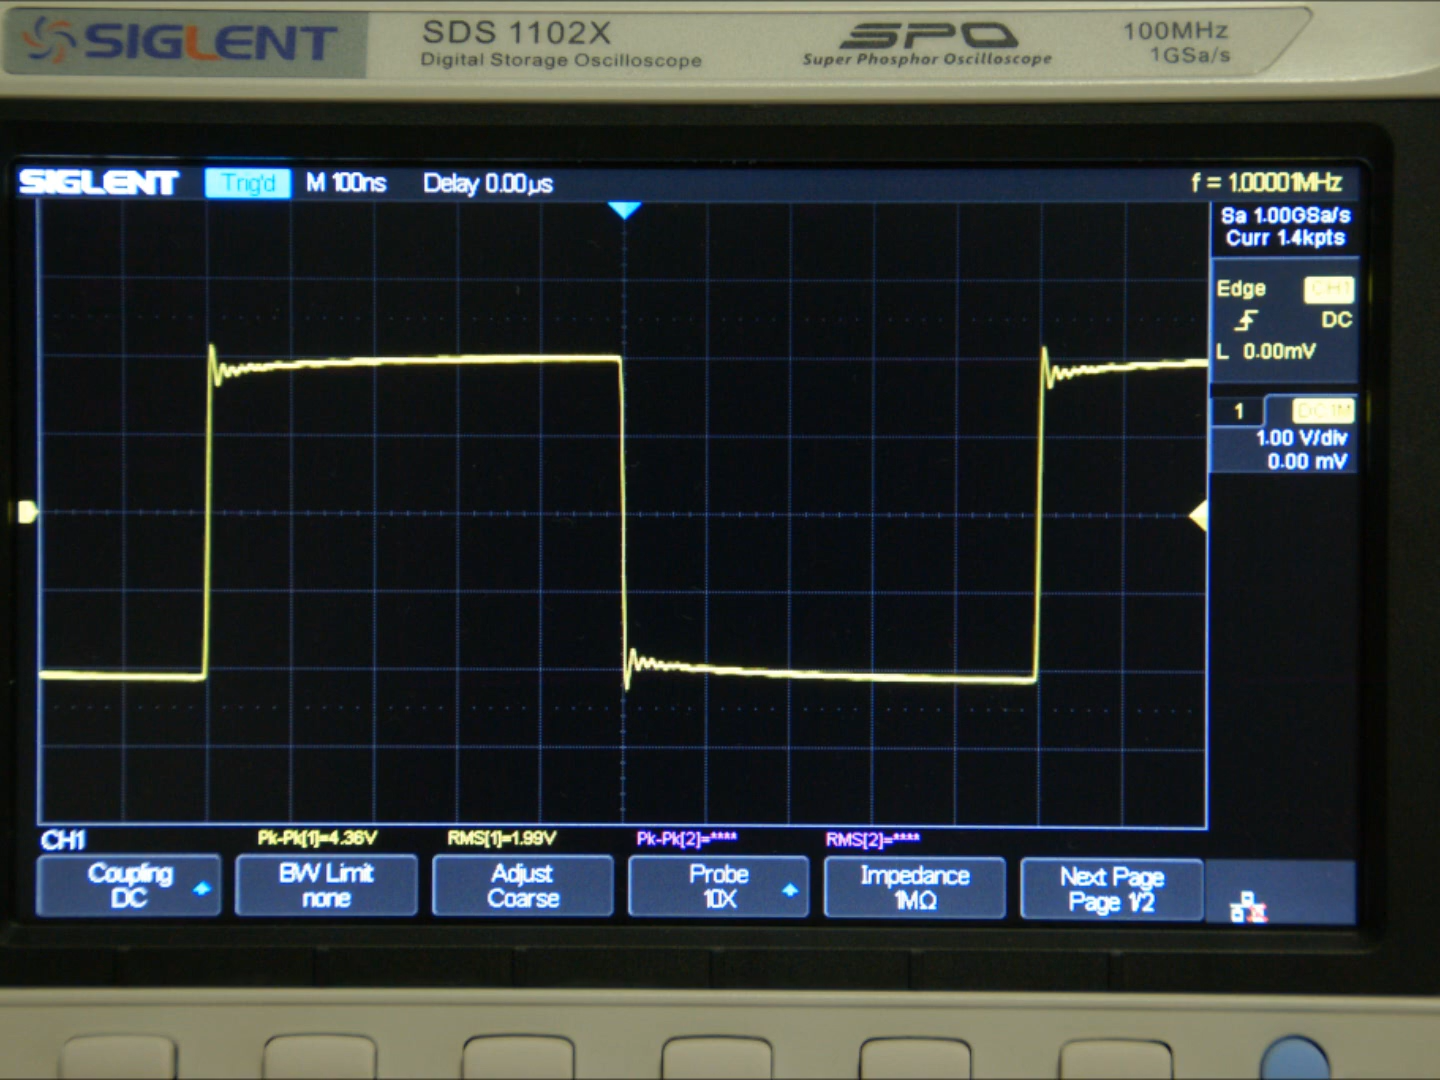 SIGLENT
SDS 1102X
Digital Storage Oscilloscope
SPO
Super Phosphor Oscilloscope
100MHz
1GSa/s
SIGLENT Trig'd M 100ns Delay 0.00µs f = 1.00001MHz
Sa 1.00GSa/s
Curr 1.4kpts
Edge CH1
DC
L 0.00mV
1 DC1M
1.00 V/div
0.00 mV
CH1 Pk-Pk[1]=4.36V RMS[1]=1.99V Pk-Pk[2]=**** RMS[2]=****
Coupling
DC
BW Limit
none
Adjust
Coarse
Probe
10X
Impedance
1MΩ
Next Page
Page 1/2